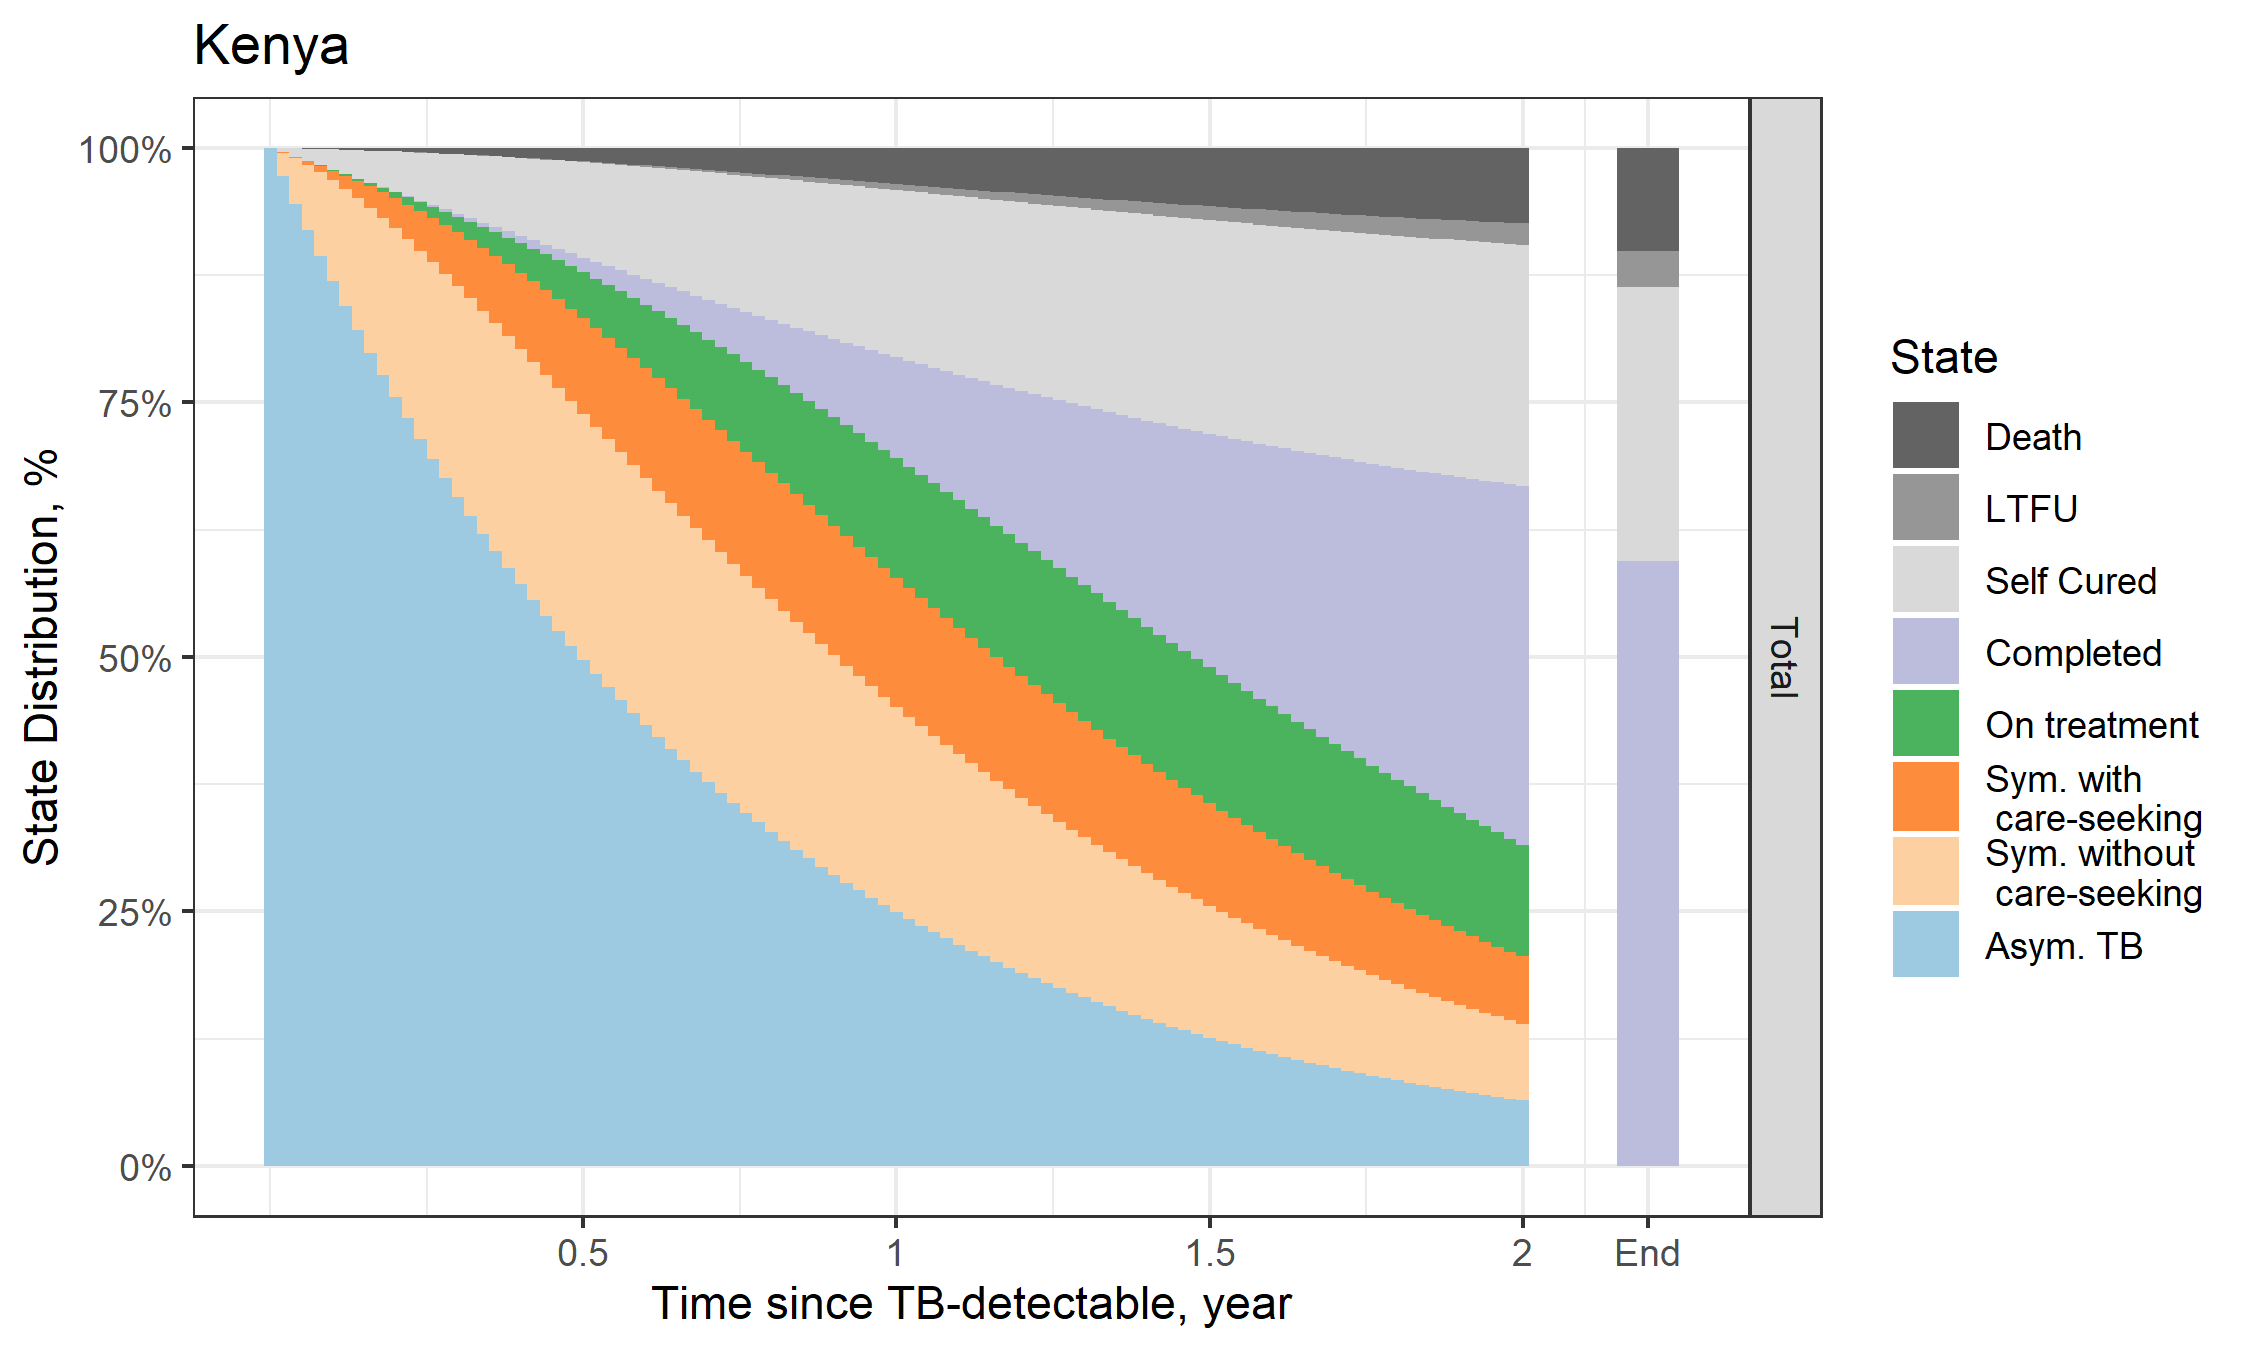 Kenya
100%
75%
50%
25%
0%
State Distribution, %
0.5
1
1.5
2
End
Time since TB-detectable, year
Total
State
Death
LTFU
Self Cured
Completed
On treatment
Sym. with
care-seeking
Sym. without
care-seeking
Asym. TB